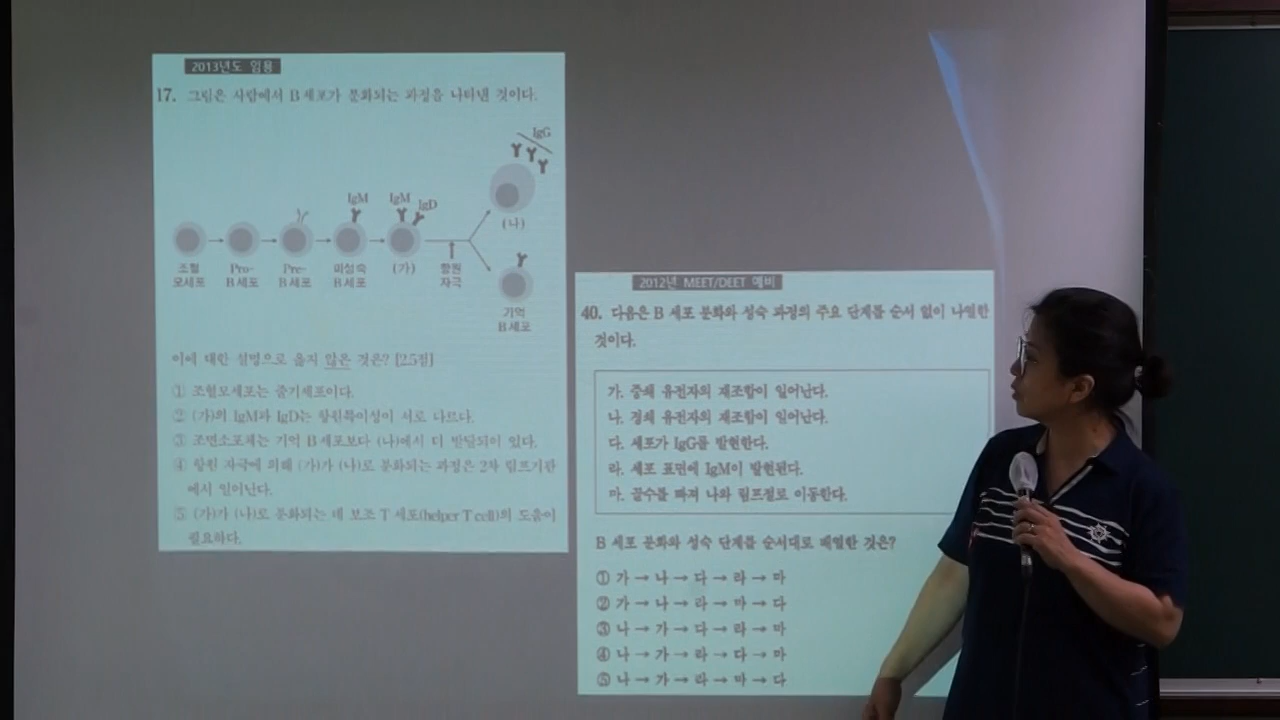 2013년도 임용
17. 그림은 사람에서 B 세포가 분화되는 과정을 나타낸 것이다.
IgG
IgM
IgM
IgD
(나)
조혈
모세포
Pro-
B 세포
Pre-
B 세포
미성숙
B 세포
(가)
항원
자극
기억
B 세포
이에 대한 설명으로 옳지 않은 것은? [2.5점]
① 조혈모세포는 줄기세포이다.
② (가)의 IgM과 IgD는 항원특이성이 서로 다르다.
③ 조면소포체는 기억 B 세포보다 (나)에서 더 발달되어 있다.
④ 항원 자극에 의해 (가)가 (나)로 분화되는 과정은 2차 림프기관
에서 일어난다.
⑤ (가)가 (나)로 분화되는 데 보조 T 세포(helper T cell)의 도움이
필요하다.
2012년 MEET/DEET 예비
40. 다음은 B 세포 분화와 성숙 과정의 주요 단계를 순서 없이 나열한
것이다.
가. 중쇄 유전자의 재조합이 일어난다.
나. 경쇄 유전자의 재조합이 일어난다.
다. 세포가 IgG를 발현한다.
라. 세포 표면에 IgM이 발현된다.
마. 골수를 빠져 나와 림프절로 이동한다.
B 세포 분화와 성숙 단계를 순서대로 배열한 것은?
① 가 → 나 → 다 → 라 → 마
② 가 → 나 → 라 → 마 → 다
③ 나 → 가 → 다 → 라 → 마
④ 나 → 가 → 라 → 다 → 마
⑤ 나 → 가 → 라 → 마 → 다